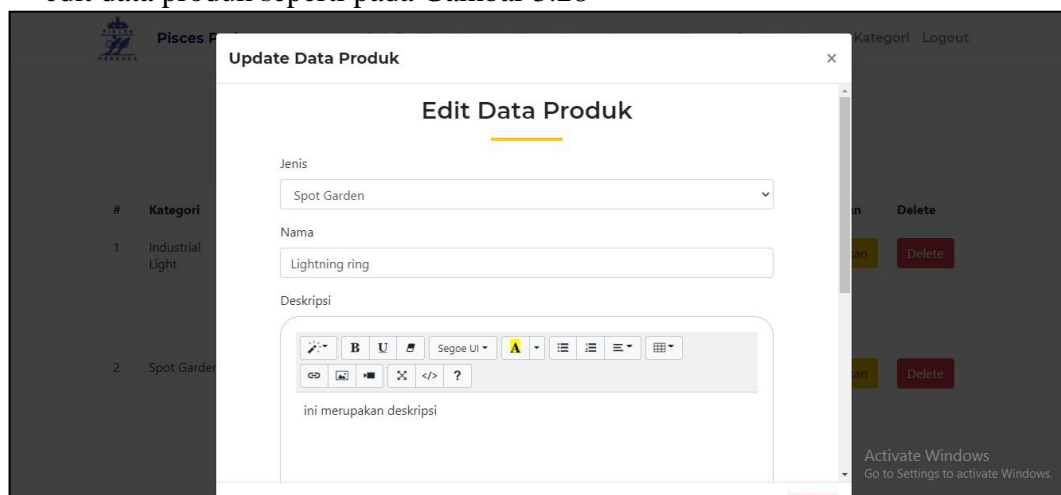 edit data produk seperti pada Gambar 3.28
Pisces P
Kategori Logout
Update Data Produk ×
Edit Data Produk
Jenis
Spot Garden
Nama
Lightning ring
Deskripsi
B U Segoe UI A
</> ?
ini merupakan deskripsi
# Kategori Delete
1 Industrial Light Delete
2 Spot Garden Delete
Activate Windows
Go to Settings to activate Windows.